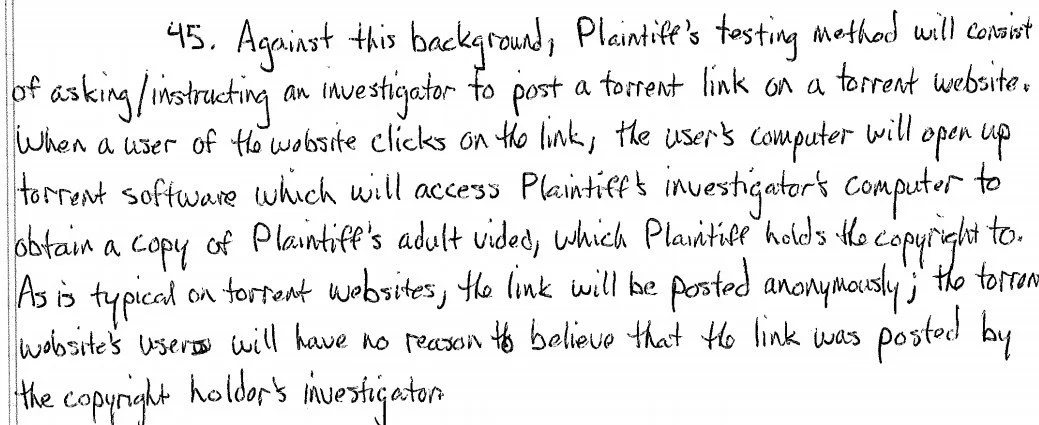 45. Against this background, Plaintiff's testing method will consist
of asking/instructing an investigator to post a torrent link on a torrent website.
When a user of the website clicks on the link, the user's computer will open up
torrent software which will access Plaintiff's investigator's computer to
obtain a copy of Plaintiff's adult video, which Plaintiff holds the copyright to.
As is typical on torrent websites, the link will be posted anonymously; the torren
website's users will have no reason to believe that the link was posted by
the copyright holder's investigator.